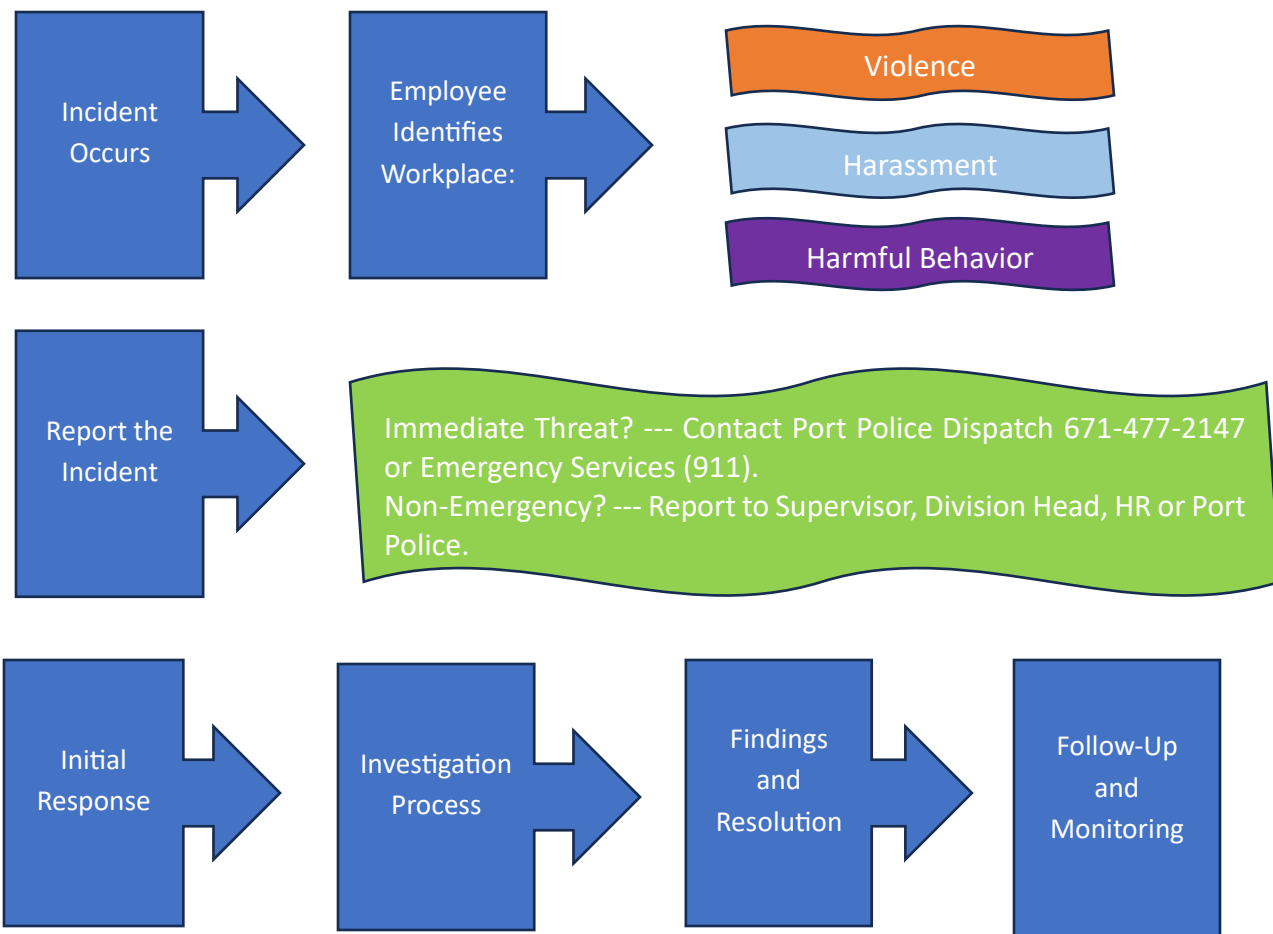 Incident
Occurs
Employee
Identifies
Workplace:
Violence
Harassment
Harmful Behavior
Report the
Incident
Immediate Threat? --- Contact Port Police Dispatch 671-477-2147
or Emergency Services (911).
Non-Emergency? --- Report to Supervisor, Division Head, HR or Port
Police.
Initial
Response
Investigation
Process
Findings
and
Resolution
Follow-Up
and
Monitoring